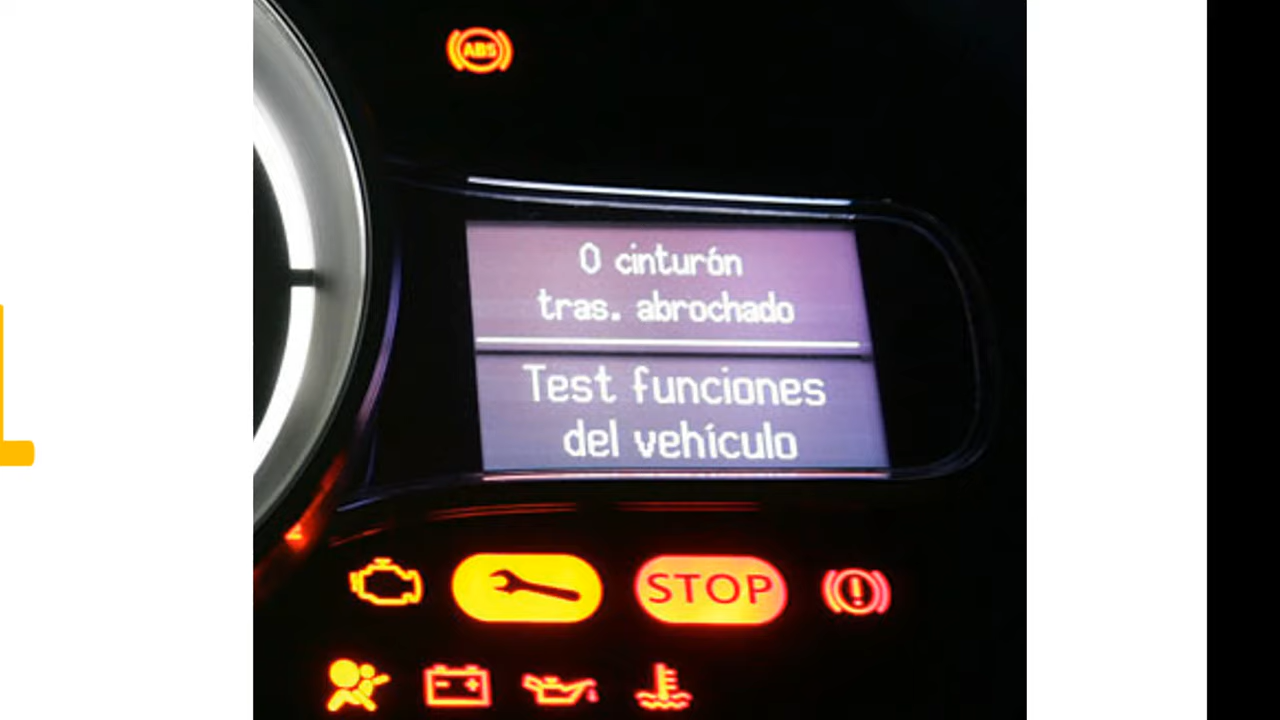 ABS
0 cinturón
tras. abrochado
Test funciones
del vehículo
STOP